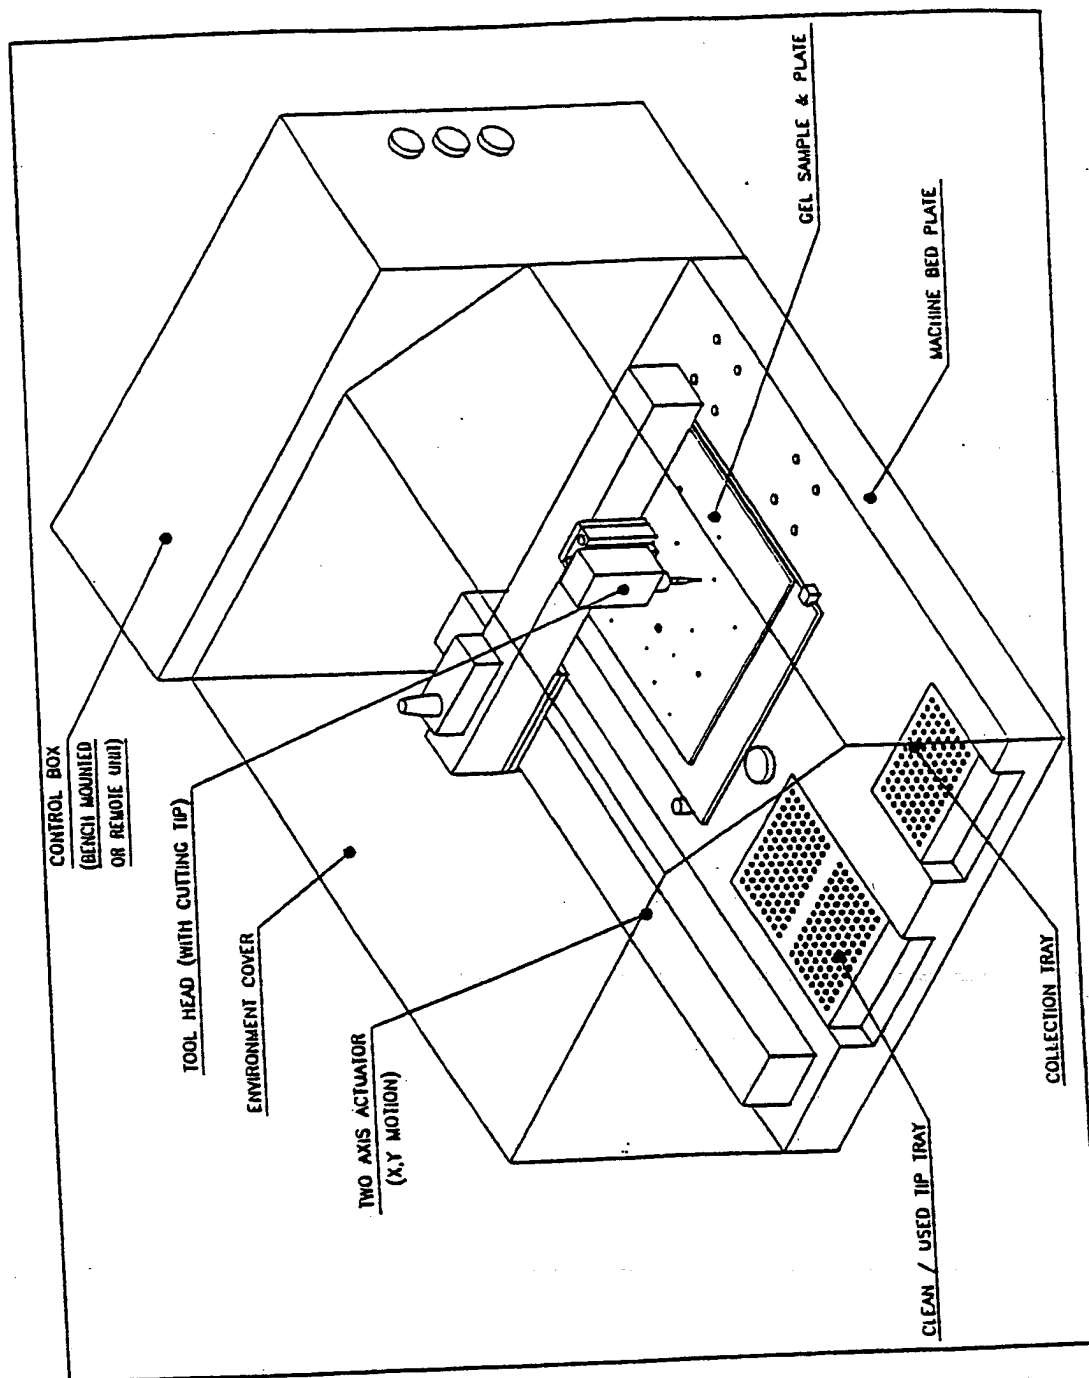 CONTROL BOX
(BENCH MOUNTED
OR REMOTE UNIT)
TOOL HEAD (WITH CUTTING TIP)
ENVIRONMENT COVER
TWO AXIS ACTUATOR
(X,Y MOTION)
CLEAN / USED TIP TRAY
COLLECTION TRAY
MACHINE BED PLATE
GEL SAMPLE & PLATE